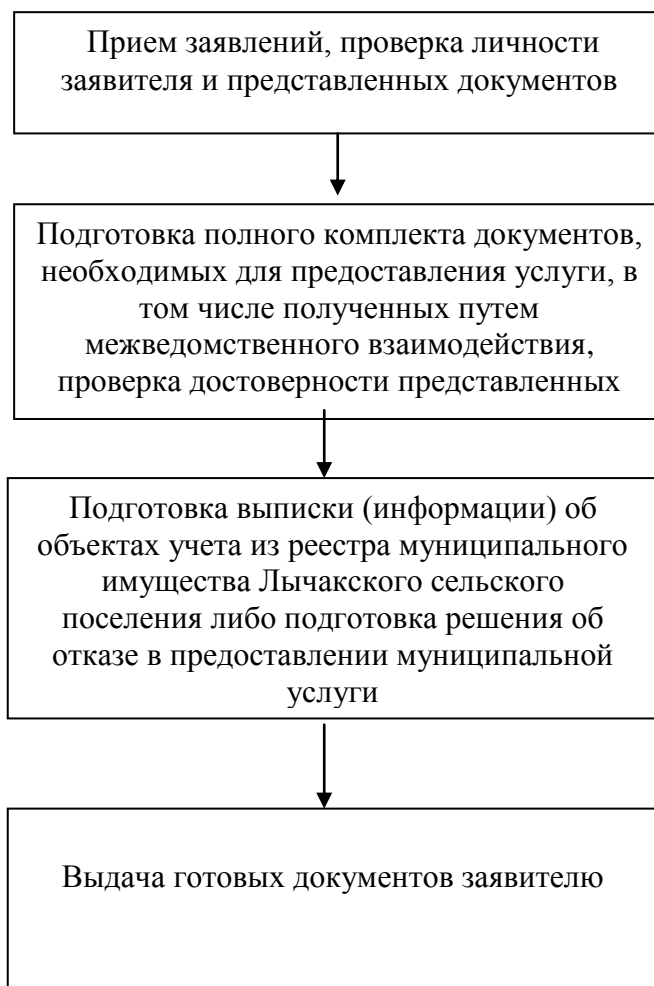 Прием заявлений, проверка личности
заявителя и представленных документов
Подготовка полного комплекта документов,
необходимых для предоставления услуги, в
том числе полученных путем
межведомственного взаимодействия,
проверка достоверности представленных
Подготовка выписки (информации) об
объектах учета из реестра муниципального
имущества Лычакского сельского
поселения либо подготовка решения об
отказе в предоставлении муниципальной
услуги
Выдача готовых документов заявителю